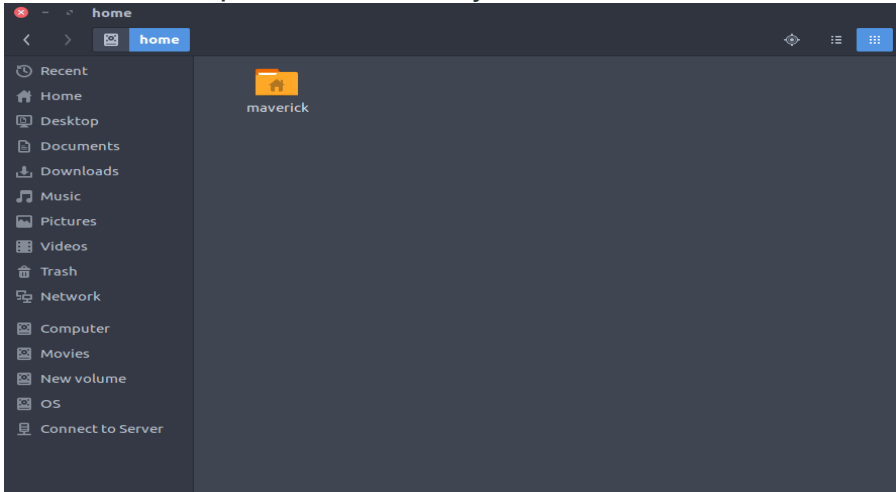 home
home
Recent
Home
Desktop
Documents
Downloads
Music
Pictures
Videos
Trash
Network
Computer
Movies
New volume
OS
Connect to Server
maverick